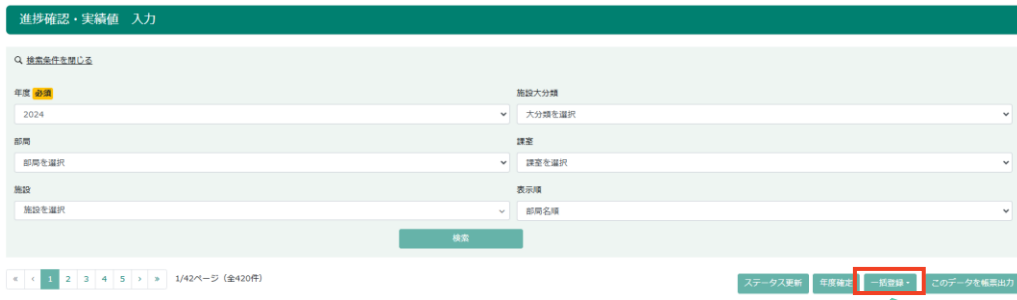 進捗確認・実績値 入力
検索条件を閉じる
年度 必須
施設大分類
2024
大分類を選択
部局
課室
部局を選択
課室を選択
施設
表示順
施設を選択
部局名順
検索
« < 1 2 3 4 5 > » 1/42ページ（全420件）
ステータス更新 年度確定 一括登録 このデータを帳票出力